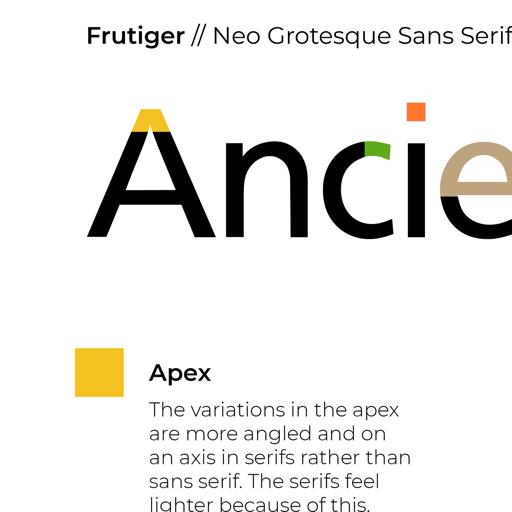 Frutiger // Neo Grotesque Sans Serif
Ancie
Apex
The variations in the apex
are more angled and on
an axis in serifs rather than
sans serif. The serifs feel
lighter because of this.